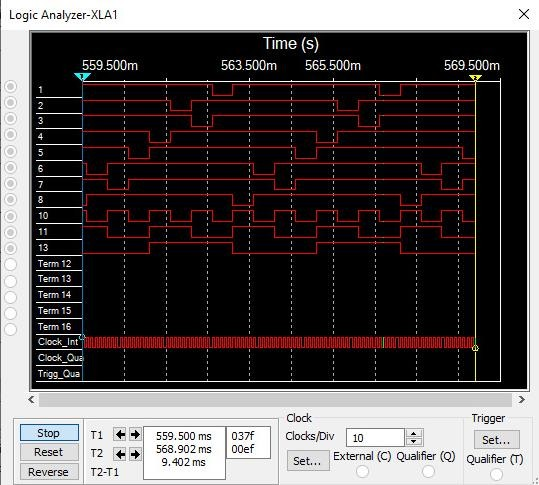 Logic Analyzer-XLA1
Time (s)
559.500m 563.500m 565.500m 569.500m
1
2
3
4
5
6
7
8
10
11
13
Term 12
Term 13
Term 14
Term 15
Term 16
Clock_Int
Clock_Qua
Trigg_Qua
Stop
Reset
Reverse
T1
T2
T2-T1
559.500 ms
568.902 ms
9.402 ms
037f
00ef
Clock
Clocks/Div 10
Set...
External (C) Qualifier (Q)
Trigger
Set...
Qualifier (T)